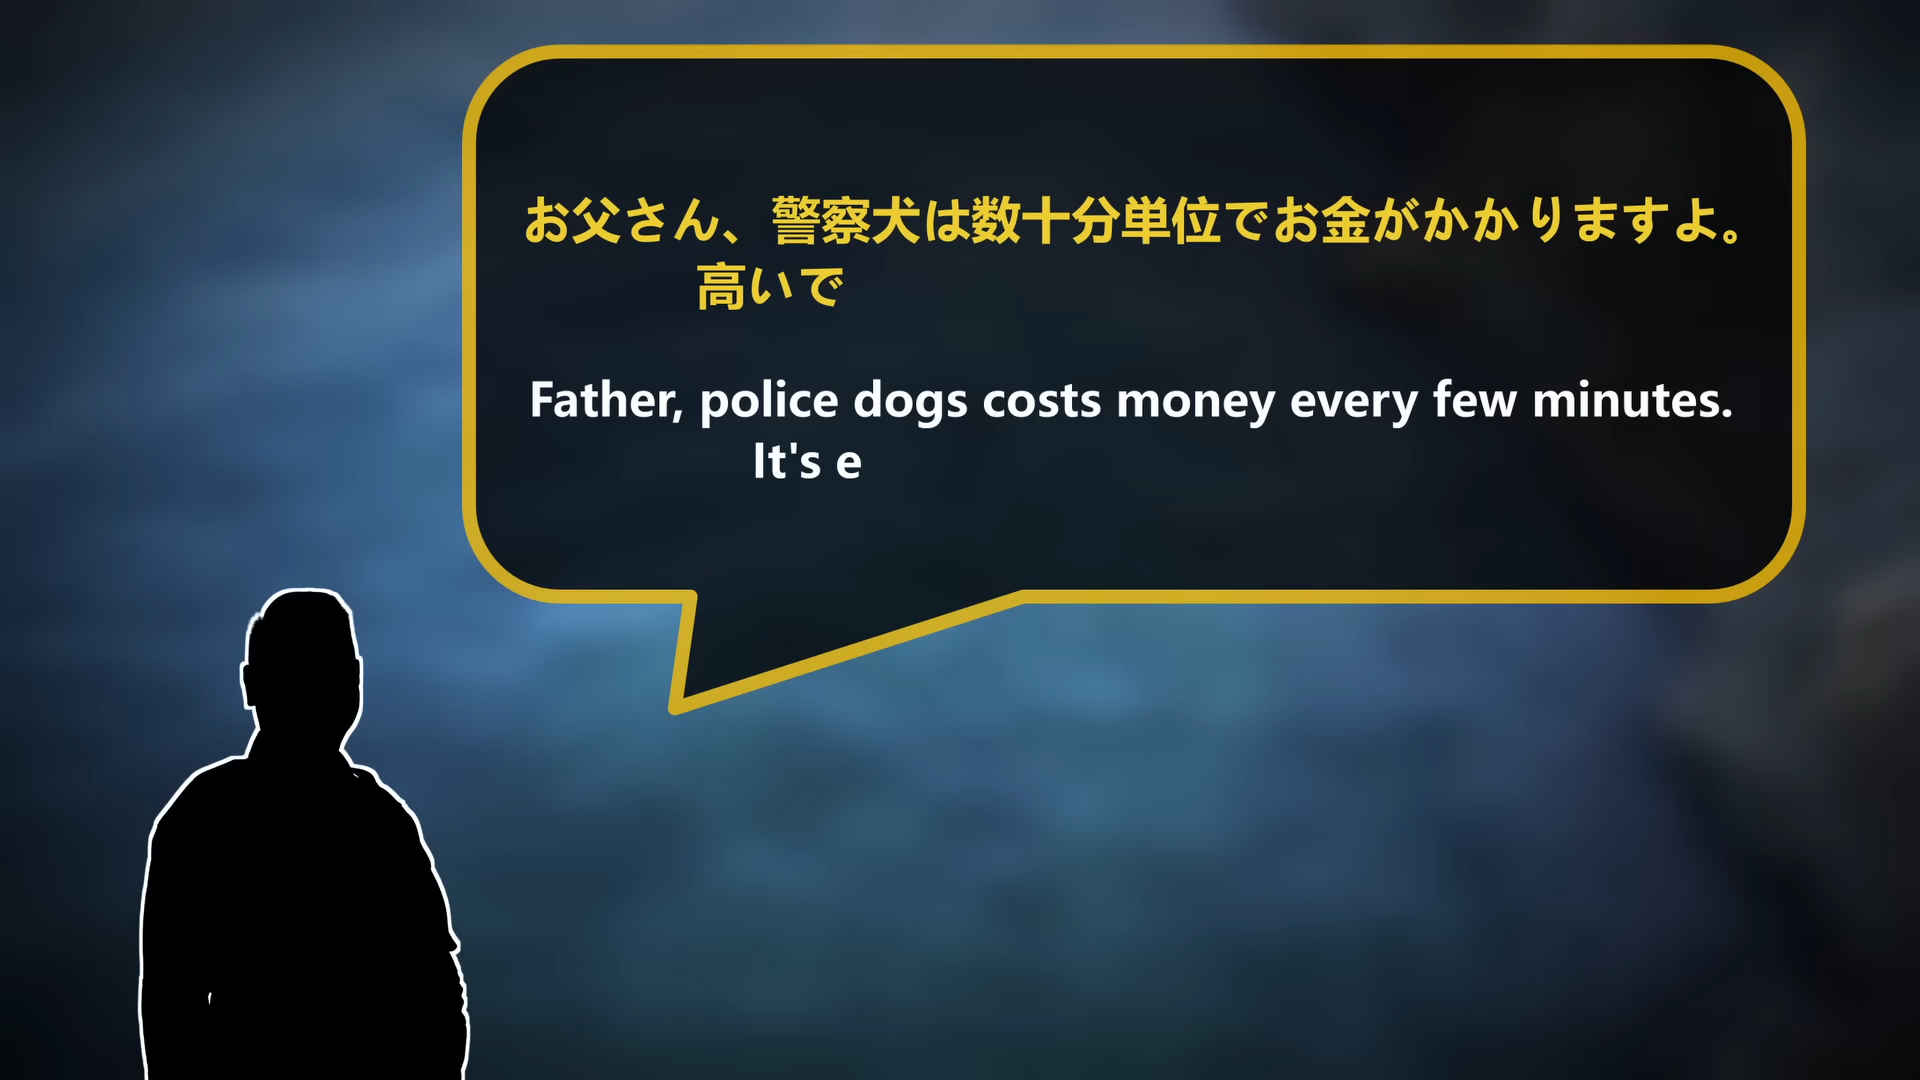 お父さん、警察犬は数十分単位でお金がかかりますよ。
高いで
Father, police dogs costs money every few minutes.
It's e